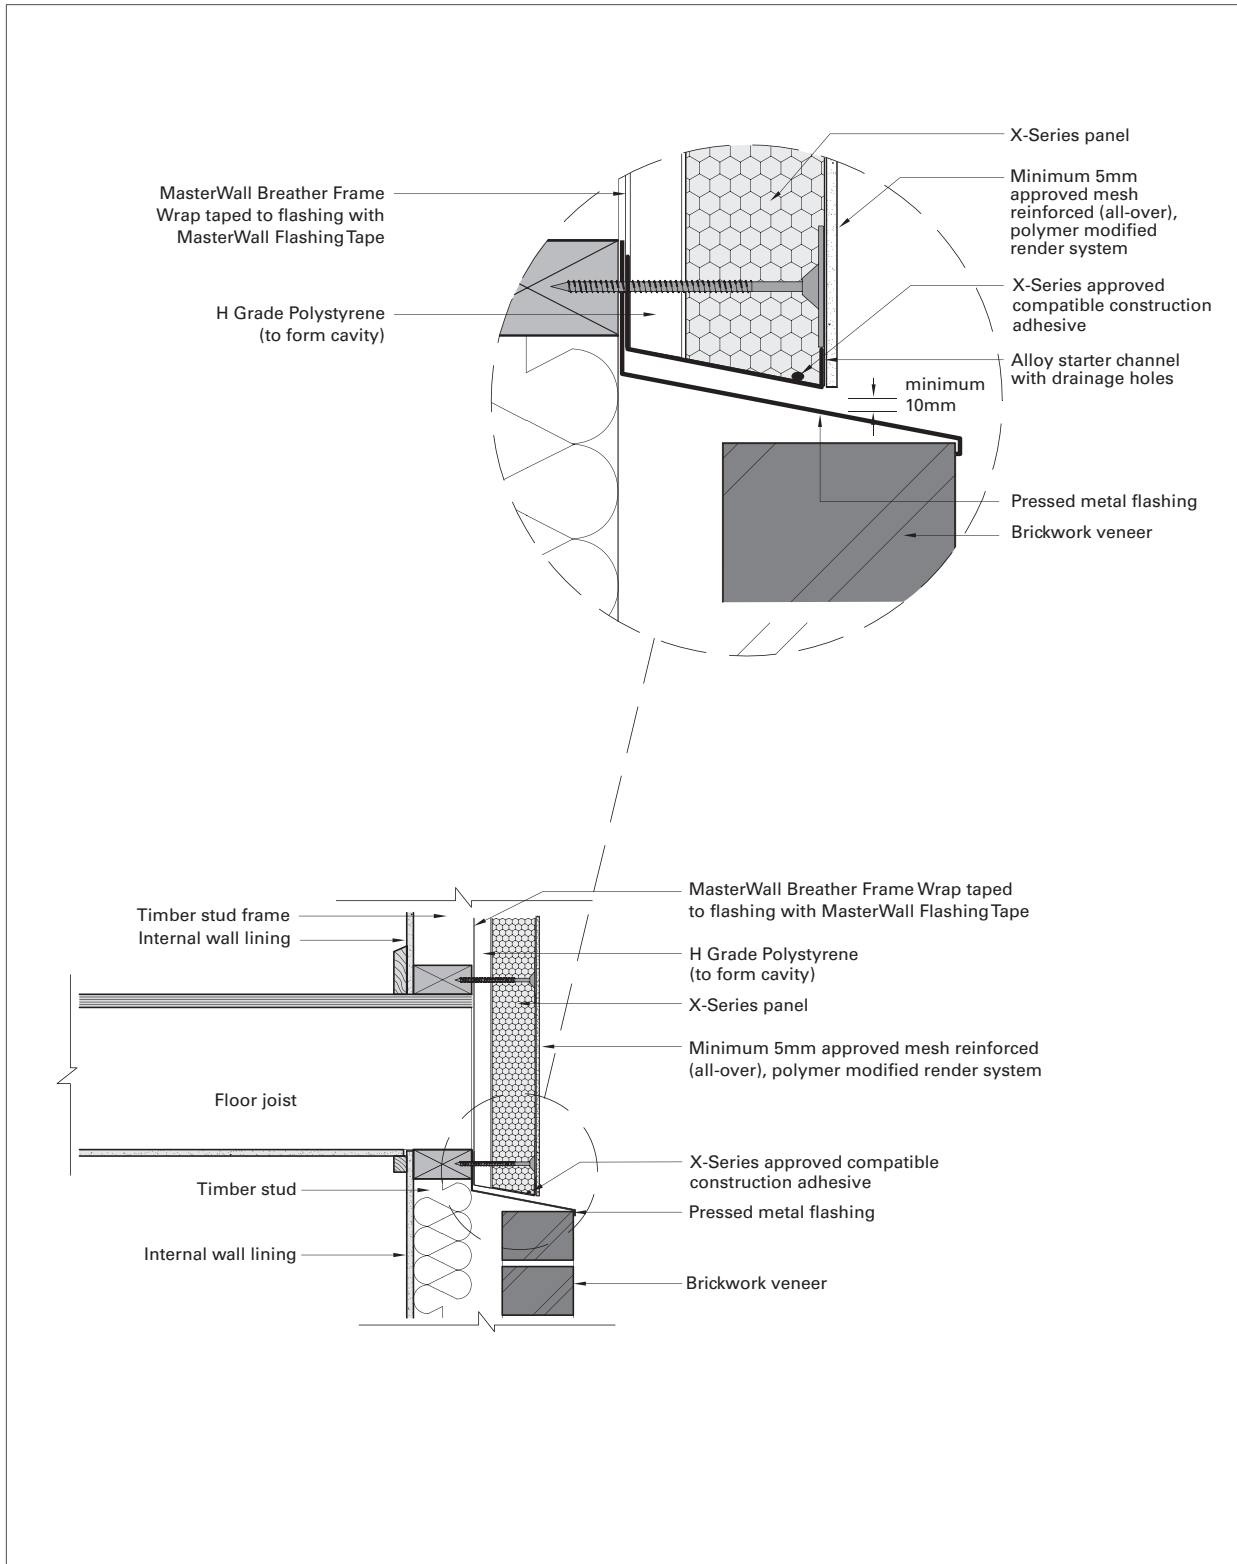 X-Series panel
MasterWall Breather Frame
Wrap taped to flashing with
MasterWall Flashing Tape
Minimum 5mm
approved mesh
reinforced (all-over),
polymer modified
render system
H Grade Polystyrene
(to form cavity)
X-Series approved
compatible construction
adhesive
Alloy starter channel
with drainage holes
minimum
10mm
Pressed metal flashing
Brickwork veneer
MasterWall Breather Frame Wrap taped
to flashing with MasterWall Flashing Tape
Timber stud frame
Internal wall lining
H Grade Polystyrene
(to form cavity)
X-Series panel
Minimum 5mm approved mesh reinforced
(all-over), polymer modified render system
Floor joist
X-Series approved compatible
construction adhesive
Timber stud
Pressed metal flashing
Internal wall lining
Brickwork veneer